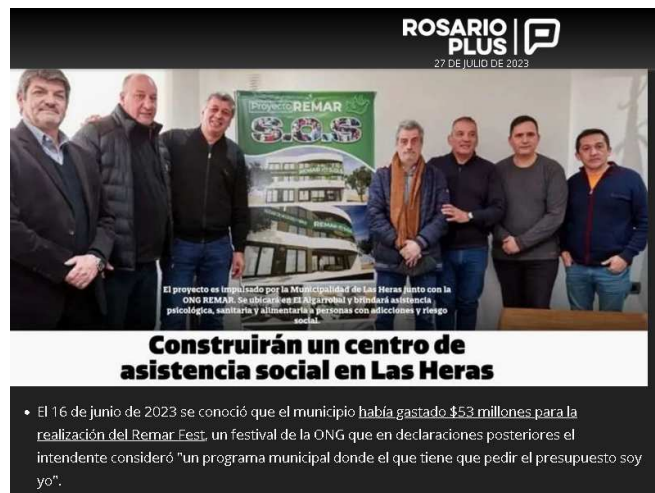 ROSARIO
PLUS
27 DE JULIO DE 2023
Proyecto REMAR
S.O.S
REMAR
El proyecto es impulsado por la Municipalidad de Las Heras junto con la
ONG REMAR. Se ubicará en El Algarrobal y brindará asistencia
psicológica, sanitaria y alimentaria a personas con adicciones y riesgo
social.
Construirán un centro de
asistencia social en Las Heras
• El 16 de junio de 2023 se conoció que el municipio había gastado $53 millones para la
realización del Remar Fest, un festival de la ONG que en declaraciones posteriores el
intendente consideró "un programa municipal donde el que tiene que pedir el presupuesto soy
yo".